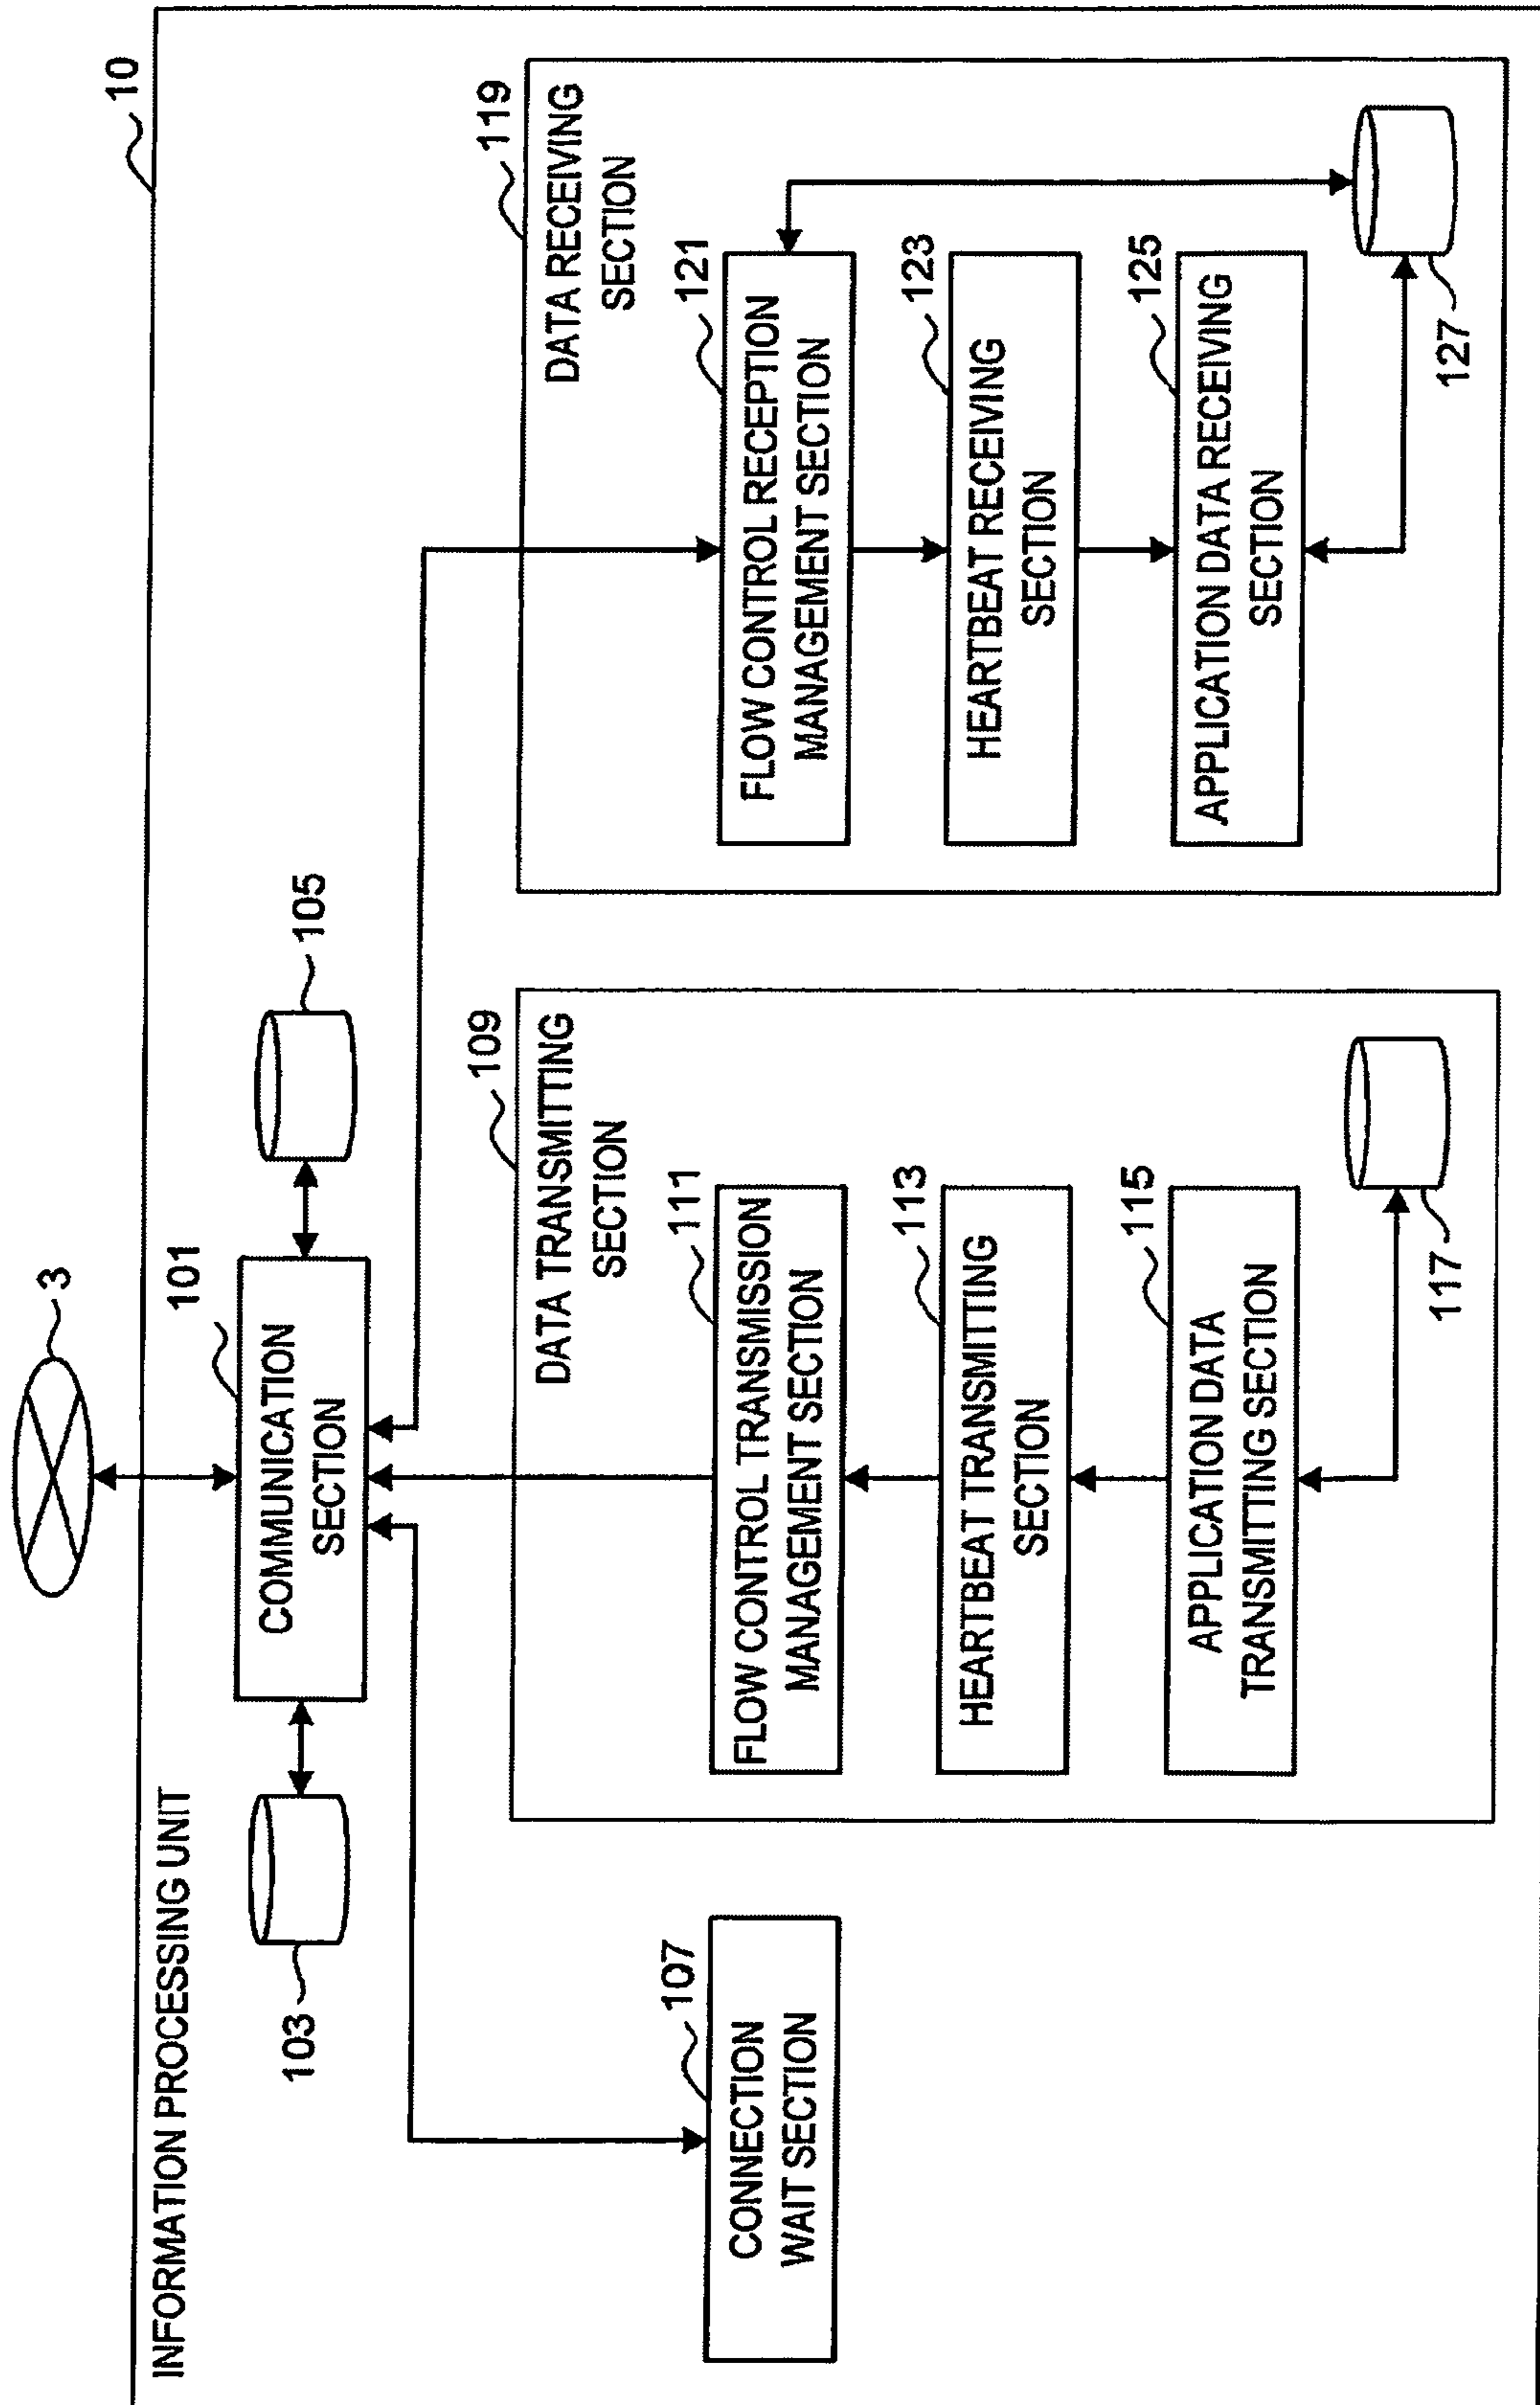 3
10
INFORMATION PROCESSING UNIT
101
COMMUNICATION
SECTION
103
105
107
CONNECTION
WAIT SECTION
109
DATA TRANSMITTING
SECTION
111
FLOW CONTROL TRANSMISSION
MANAGEMENT SECTION
113
HEARTBEAT TRANSMITTING
SECTION
115
APPLICATION DATA
TRANSMITTING SECTION
117
119
DATA RECEIVING
SECTION
121
FLOW CONTROL RECEPTION
MANAGEMENT SECTION
123
HEARTBEAT RECEIVING
SECTION
125
APPLICATION DATA RECEIVING
SECTION
127